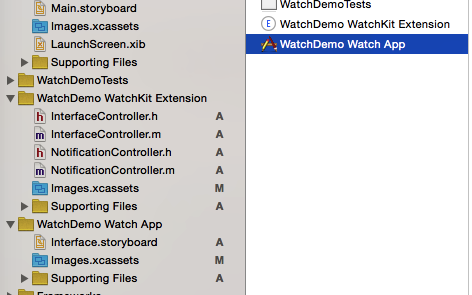 Main.storyboard
Images.xcassets
LaunchScreen.xib
Supporting Files
WatchDemoTests
WatchDemo WatchKit Extension
h InterfaceController.h A
m InterfaceController.m A
h NotificationController.h A
m NotificationController.m A
Images.xcassets M
Supporting Files A
WatchDemo Watch App
Interface.storyboard A
Images.xcassets M
Supporting Files A
Frameworks
WatchDemoTests
E WatchDemo WatchKit Extension
WatchDemo Watch App